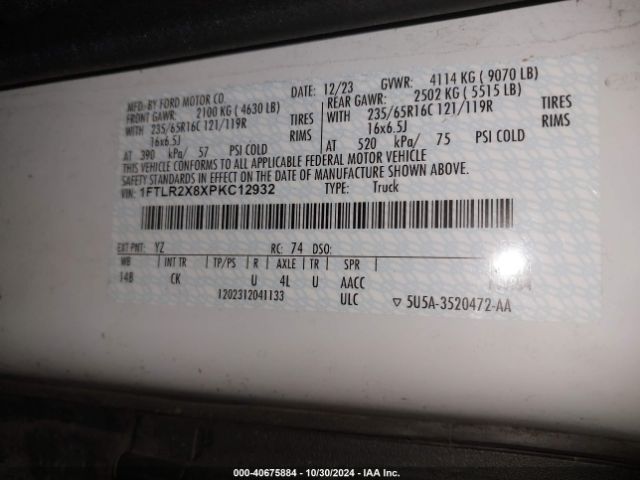 MFD.-BY FORD MOTOR CO. DATE: 12/23 GVWR: 4114 KG ( 9070 LB)
FRONT GAWR: 2100 KG ( 4630 LB) REAR GAWR: 2502 KG ( 5515 LB)
WITH 235/65R16C 121/119R TIRES WITH 235/65R16C 121/119R TIRES
16x6.5J RIMS 16x6.5J RIMS
AT 390 kPa/ 57 PSI COLD AT 520 kPa/ 75 PSI COLD
THIS VEHICLE CONFORMS TO ALL APPLICABLE FEDERAL MOTOR VEHICLE
SAFETY STANDARDS IN EFFECT ON THE DATE OF MANUFACTURE SHOWN ABOVE.
VIN: 1FTLR2X8XPKC12932 TYPE: Truck
EXT PNT: YZ RC: 74 DSO:
WB INT TR TP/PS R AXLE TR SPR
14B CK U 4L U AACC
1202312041133 ULC ▽ 5U5A-3520472-AA
000-40675884 • 10/30/2024 • IAA Inc.